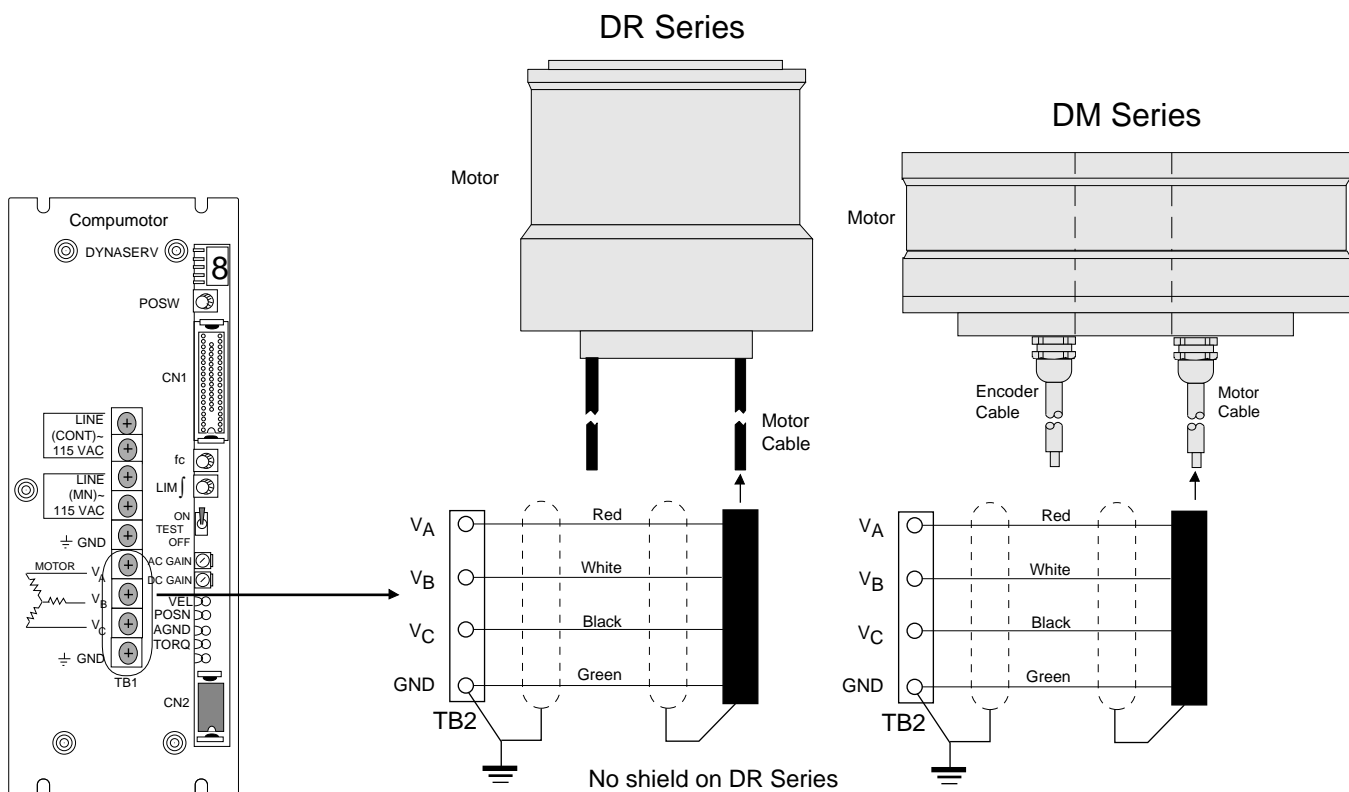 DR Series
DM Series
Motor
Motor
Compumotor
DYNASERV
8
POSW
CN1
LINE
(CONT)~
115 VAC
fc
LINE
(MN)~
115 VAC
LIM ∫
ON
TEST
OFF
GND
AC GAIN
MOTOR
VA
DC GAIN
VB
VEL
POSN
VC
AGND
TORQ
GND
TB1
CN2
Motor
Cable
Encoder
Cable
Motor
Cable
VA
Red
VB
White
VC
Black
GND
Green
TB2
No shield on DR Series
VA
Red
VB
White
VC
Black
GND
Green
TB2